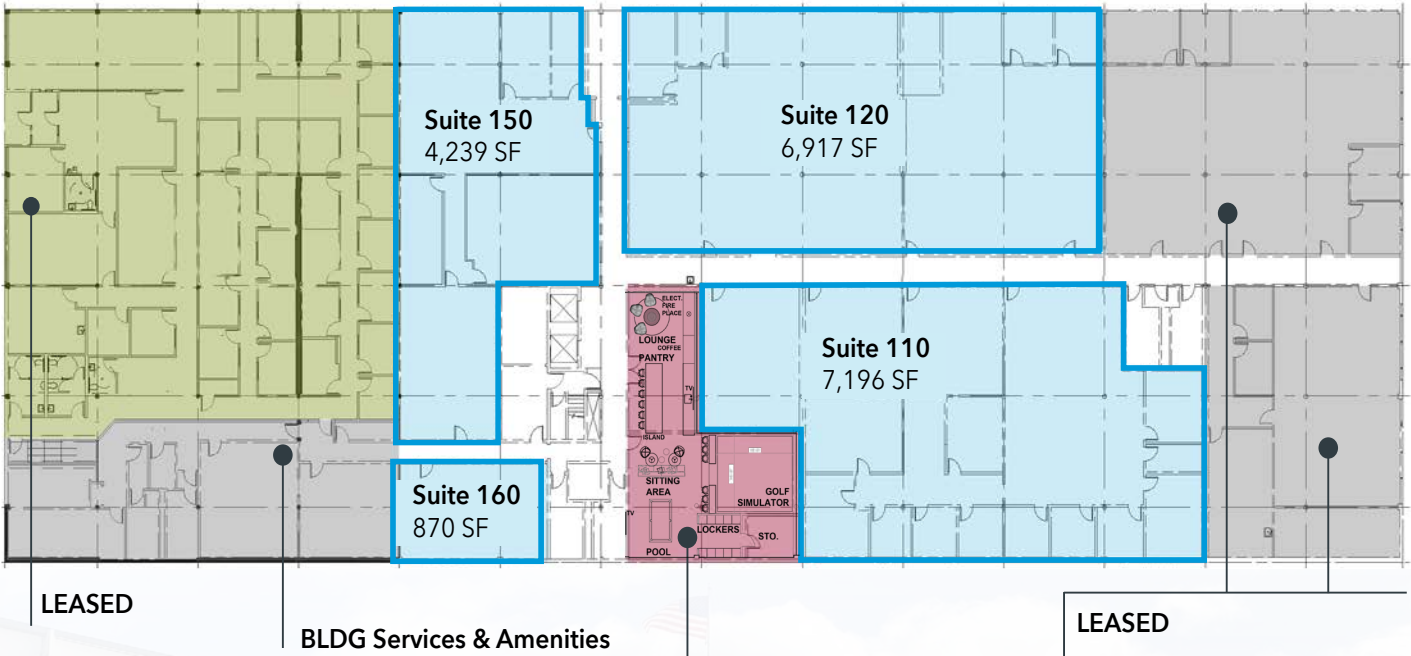 Suite 150
4,239 SF
Suite 120
6,917 SF
ELECT.
FIRE
PLACE
LOUNGE
COFFEE
PANTRY
TV
ISLAND
SITTING
AREA
GOLF
SIMULATOR
TV
LOCKERS
STO.
POOL
Suite 110
7,196 SF
Suite 160
870 SF
LEASED
BLDG Services & Amenities
LEASED